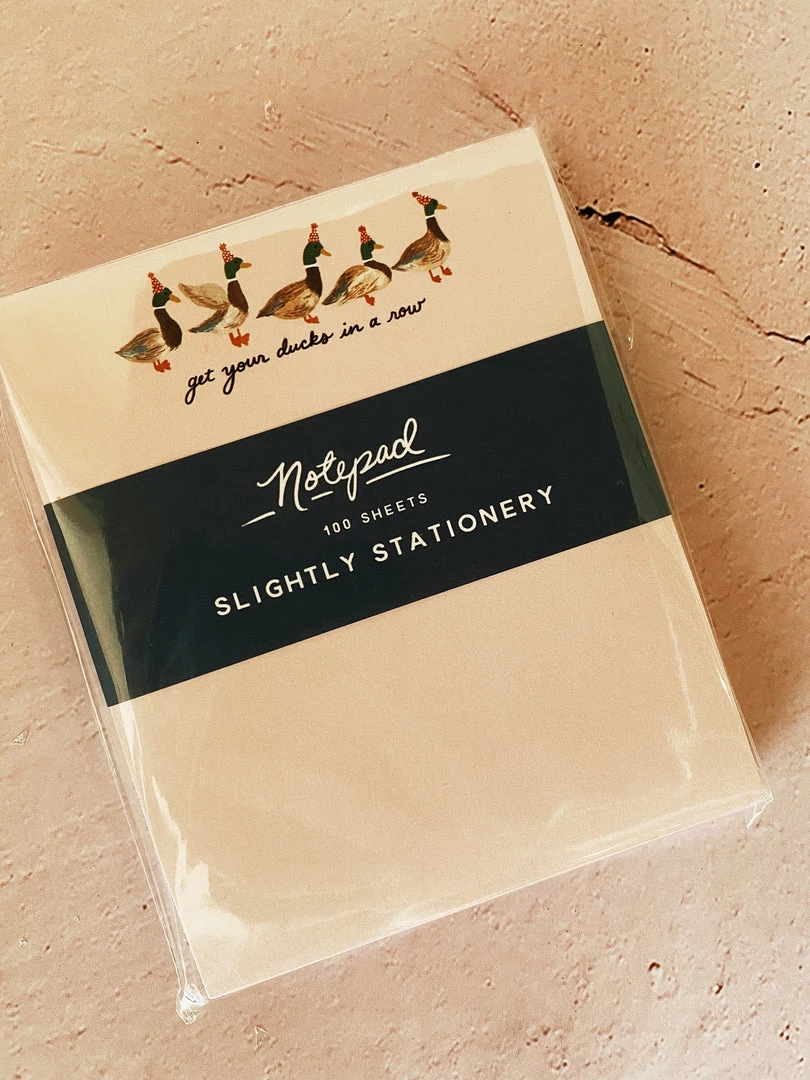 get your ducks in a row
Notepad
100 SHEETS
SLIGHTLY STATIONERY